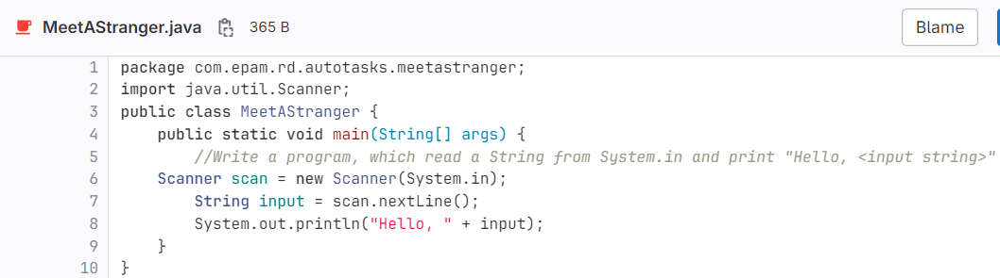 MeetAStranger.java 365 B Blame
1 package com.epam.rd.autotasks.meetastranger;
2 import java.util.Scanner;
3 public class MeetAStranger {
4     public static void main(String[] args) {
5         //Write a program, which read a String from System.in and print "Hello, <input string>"
6     Scanner scan = new Scanner(System.in);
7         String input = scan.nextLine();
8         System.out.println("Hello, " + input);
9     }
10 }